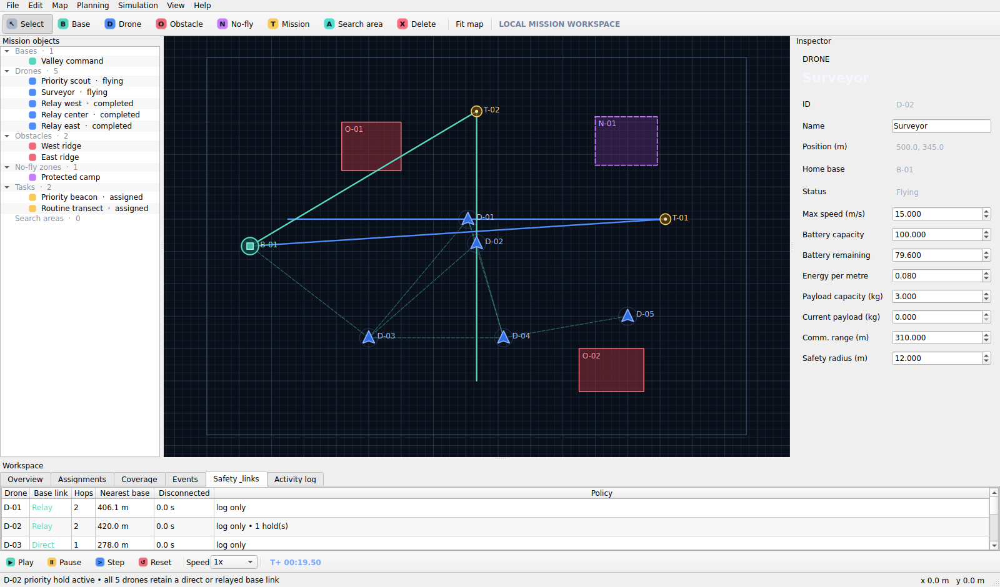 File Edit Map Planning Simulation View Help
Select Base Drone Obstacle No-fly Mission Search area Delete Fit map LOCAL MISSION WORKSPACE
Mission objects
Bases · 1
Valley command
Drones · 5
Priority scout · flying
Surveyor · flying
Relay west · completed
Relay center · completed
Relay east · completed
Obstacles · 2
West ridge
East ridge
No-fly zones · 1
Protected camp
Tasks · 2
Priority beacon · assigned
Routine transect · assigned
Search areas · 0
T-02
O-01
N-01
D-01
T-01
B-01
D-02
D-05
D-03
D-04
O-02
Inspector
DRONE
Surveyor
ID D-02
Name Surveyor
Position (m) 500.0, 345.0
Home base B-01
Status Flying
Max speed (m/s) 15.000
Battery capacity 100.000
Battery remaining 79.600
Energy per metre 0.080
Payload capacity (kg) 3.000
Current payload (kg) 0.000
Comm. range (m) 310.000
Safety radius (m) 12.000
Workspace
Overview Assignments Coverage Events Safety _links Activity log
Drone Base link Hops Nearest base Disconnected Policy
D-01 Relay 2 406.1 m 0.0 s log only
D-02 Relay 2 420.0 m 0.0 s log only • 1 hold(s)
D-03 Direct 1 278.0 m 0.0 s log only
Play Pause Step Reset Speed 1x T+ 00:19.50
D-02 priority hold active • all 5 drones retain a direct or relayed base link x 0.0 m y 0.0 m